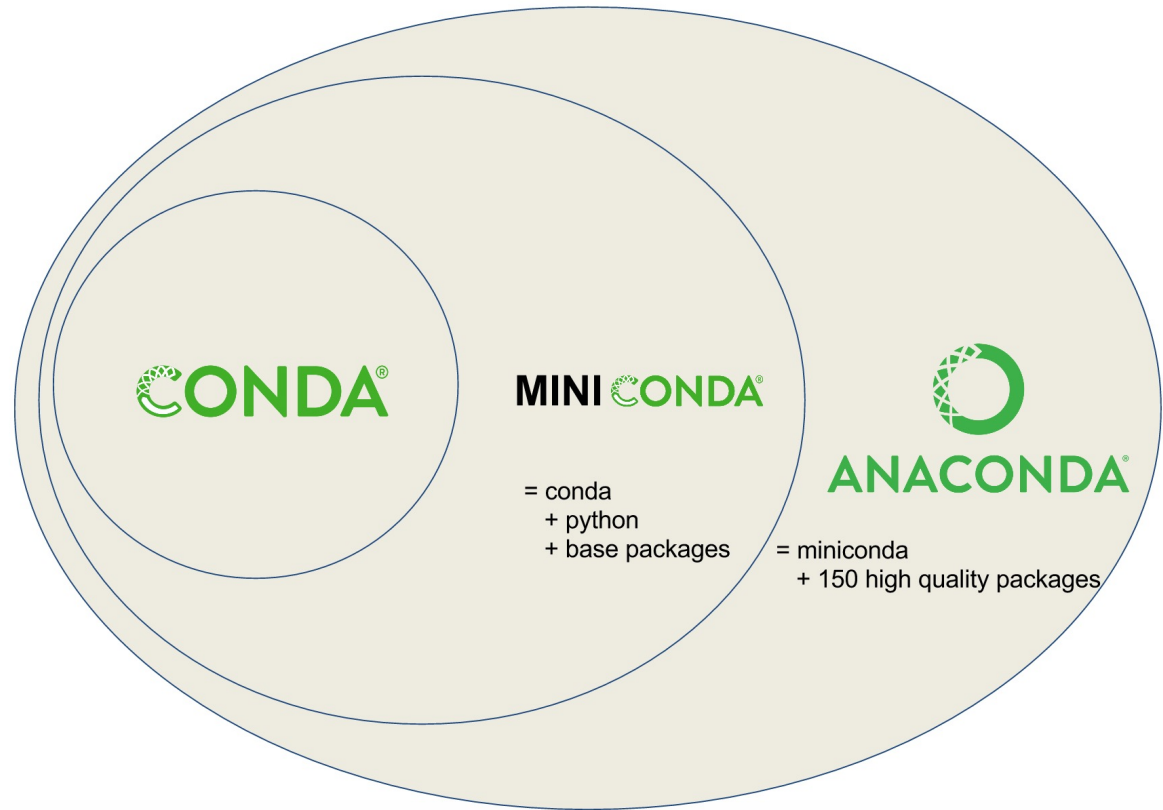 CONDA®
MINI CONDA®
= conda
+ python
+ base packages
ANACONDA®
= miniconda
+ 150 high quality packages